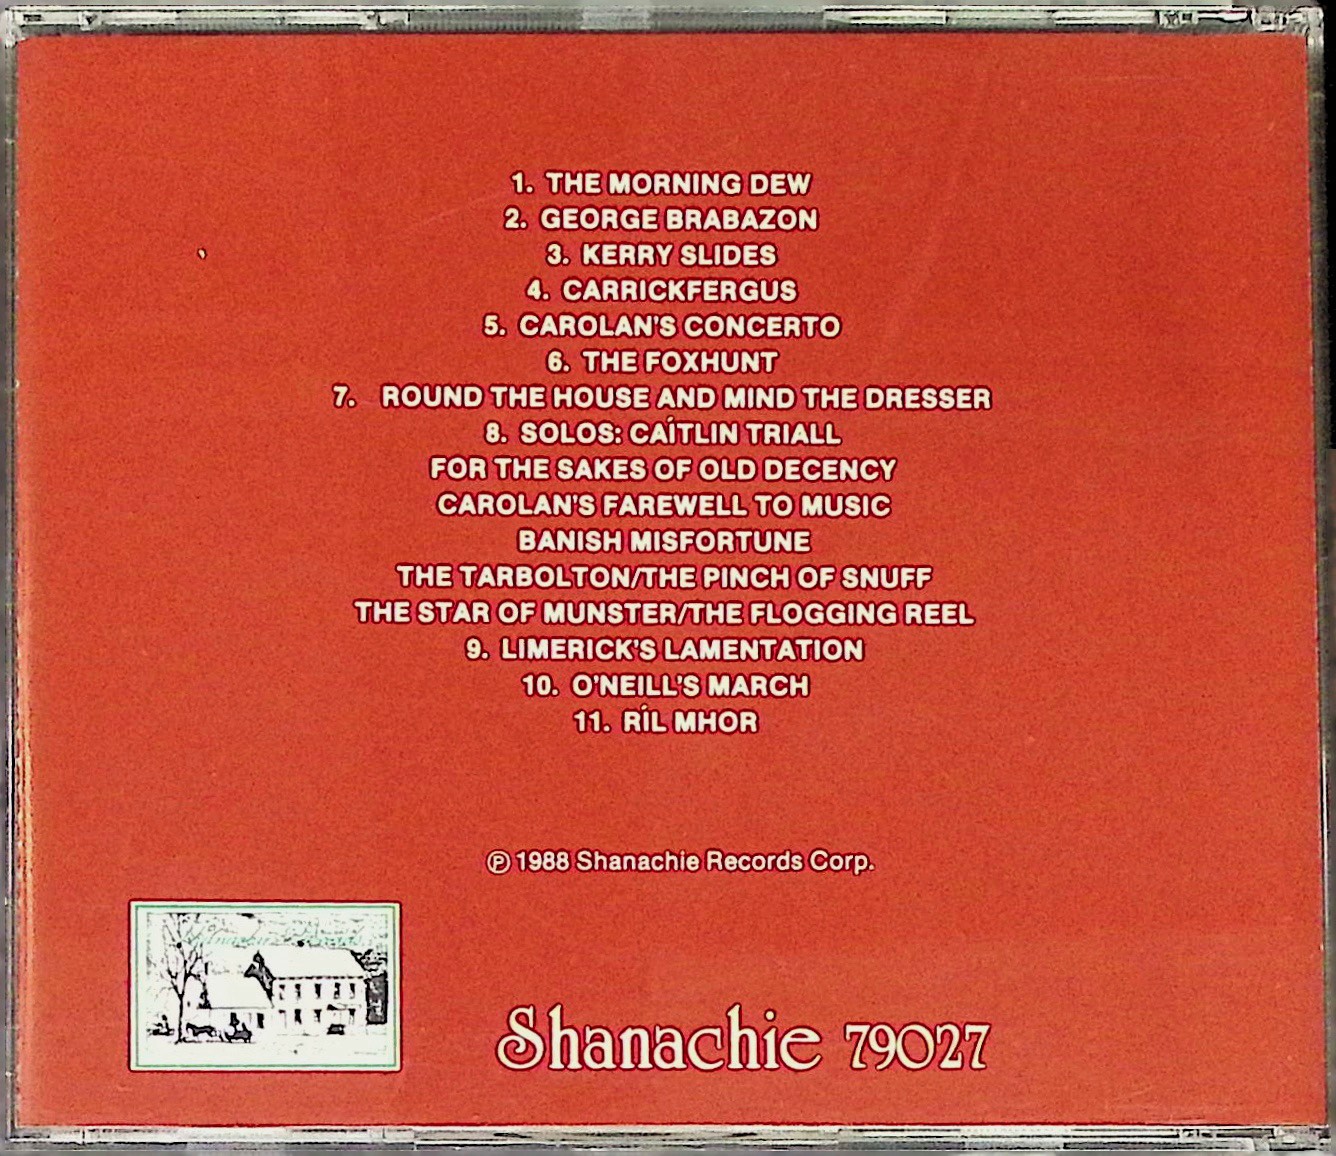 1. THE MORNING DEW
2. GEORGE BRABAZON
3. KERRY SLIDES
4. CARRICKFERGUS
5. CAROLAN'S CONCERTO
6. THE FOXHUNT
7. ROUND THE HOUSE AND MIND THE DRESSER
8. SOLOS: CAÍTLIN TRIALL
FOR THE SAKES OF OLD DECENCY
CAROLAN'S FAREWELL TO MUSIC
BANISH MISFORTUNE
THE TARBOLTON/THE PINCH OF SNUFF
THE STAR OF MUNSTER/THE FLOGGING REEL
9. LIMERICK'S LAMENTATION
10. O'NEILL'S MARCH
11. RÍL MHOR
℗ 1988 Shanachie Records Corp.
Shanachie 79027